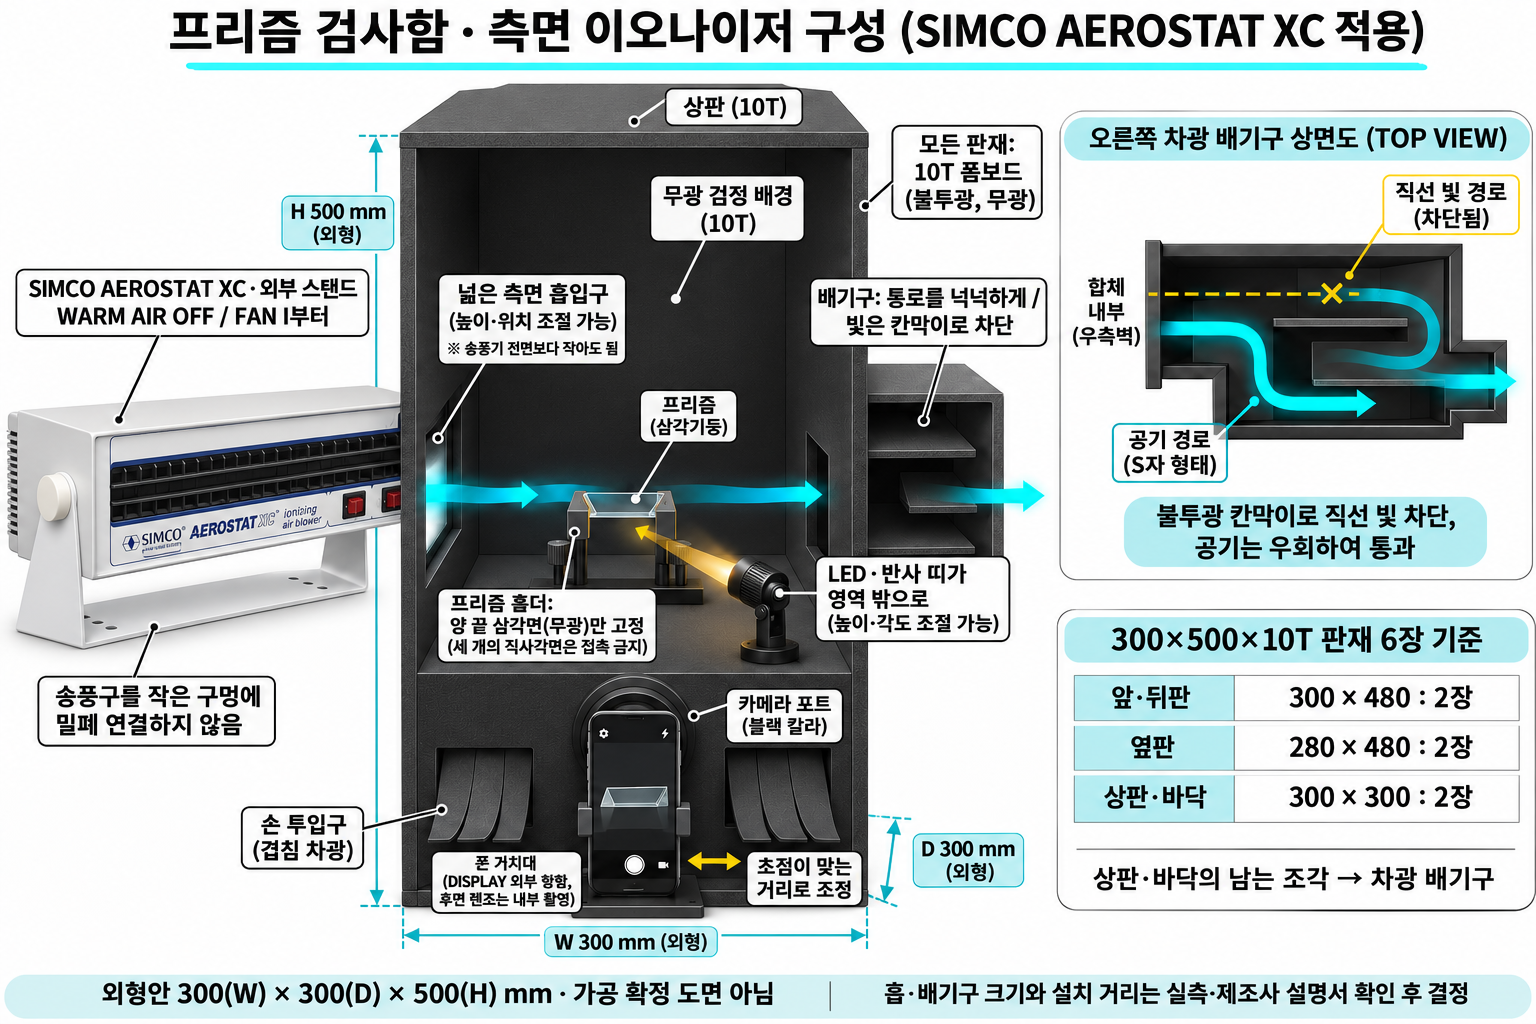 프리즘 검사함 · 측면 이오나이저 구성 (SIMCO AEROSTAT XC 적용)
상판 (10T)
모든 판재:
10T 폼보드
(불투광, 무광)
무광 검정 배경
(10T)
H 500 mm
(외형)
SIMCO AEROSTAT XC · 외부 스탠드
WARM AIR OFF / FAN I부터
넓은 측면 흡입구
(높이·위치 조절 가능)
※ 송풍기 전면보다 작아도 됨
배기구: 통로를 넉넉하게 /
빛은 칸막이로 차단
프리즘
(삼각기둥)
SIMCO AEROSTAT XC ionizing
air blower
프리즘 홀더:
양 끝 삼각면(무광)만 고정
(세 개의 직사각면은 접촉 금지)
LED · 반사 띠가
영역 밖으로
(높이·각도 조절 가능)
송풍구를 작은 구멍에
밀폐 연결하지 않음
카메라 포트
(블랙 칼라)
손 투입구
(겹침 차광)
폰 거치대
(DISPLAY 외부 항함,
후면 렌조는 내부 촬영)
초점이 맞는
거리로 조정
D 300 mm
(외형)
W 300 mm (외형)
오른쪽 차광 배기구 상면도 (TOP VIEW)
직선 빛 경로
(차단됨)
합체
내부
(우측벽)
공기 경로
(S자 형태)
불투광 칸막이로 직선 빛 차단,
공기는 우회하여 통과
300×500×10T 판재 6장 기준
앞·뒤판 300 × 480 : 2장
옆판 280 × 480 : 2장
상판·바닥 300 × 300 : 2장
상판·바닥의 남는 조각 → 차광 배기구
외형안 300(W) × 300(D) × 500(H) mm · 가공 확정 도면 아님
흡·배기구 크기와 설치 거리는 실측·제조사 설명서 확인 후 결정